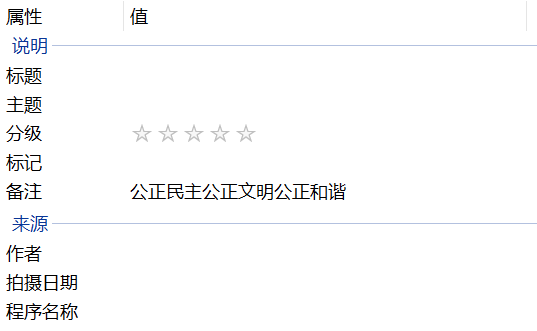 属性 值
说明
标题
主题
分级
标记
备注 公正民主公正文明公正和谐
来源
作者
拍摄日期
程序名称